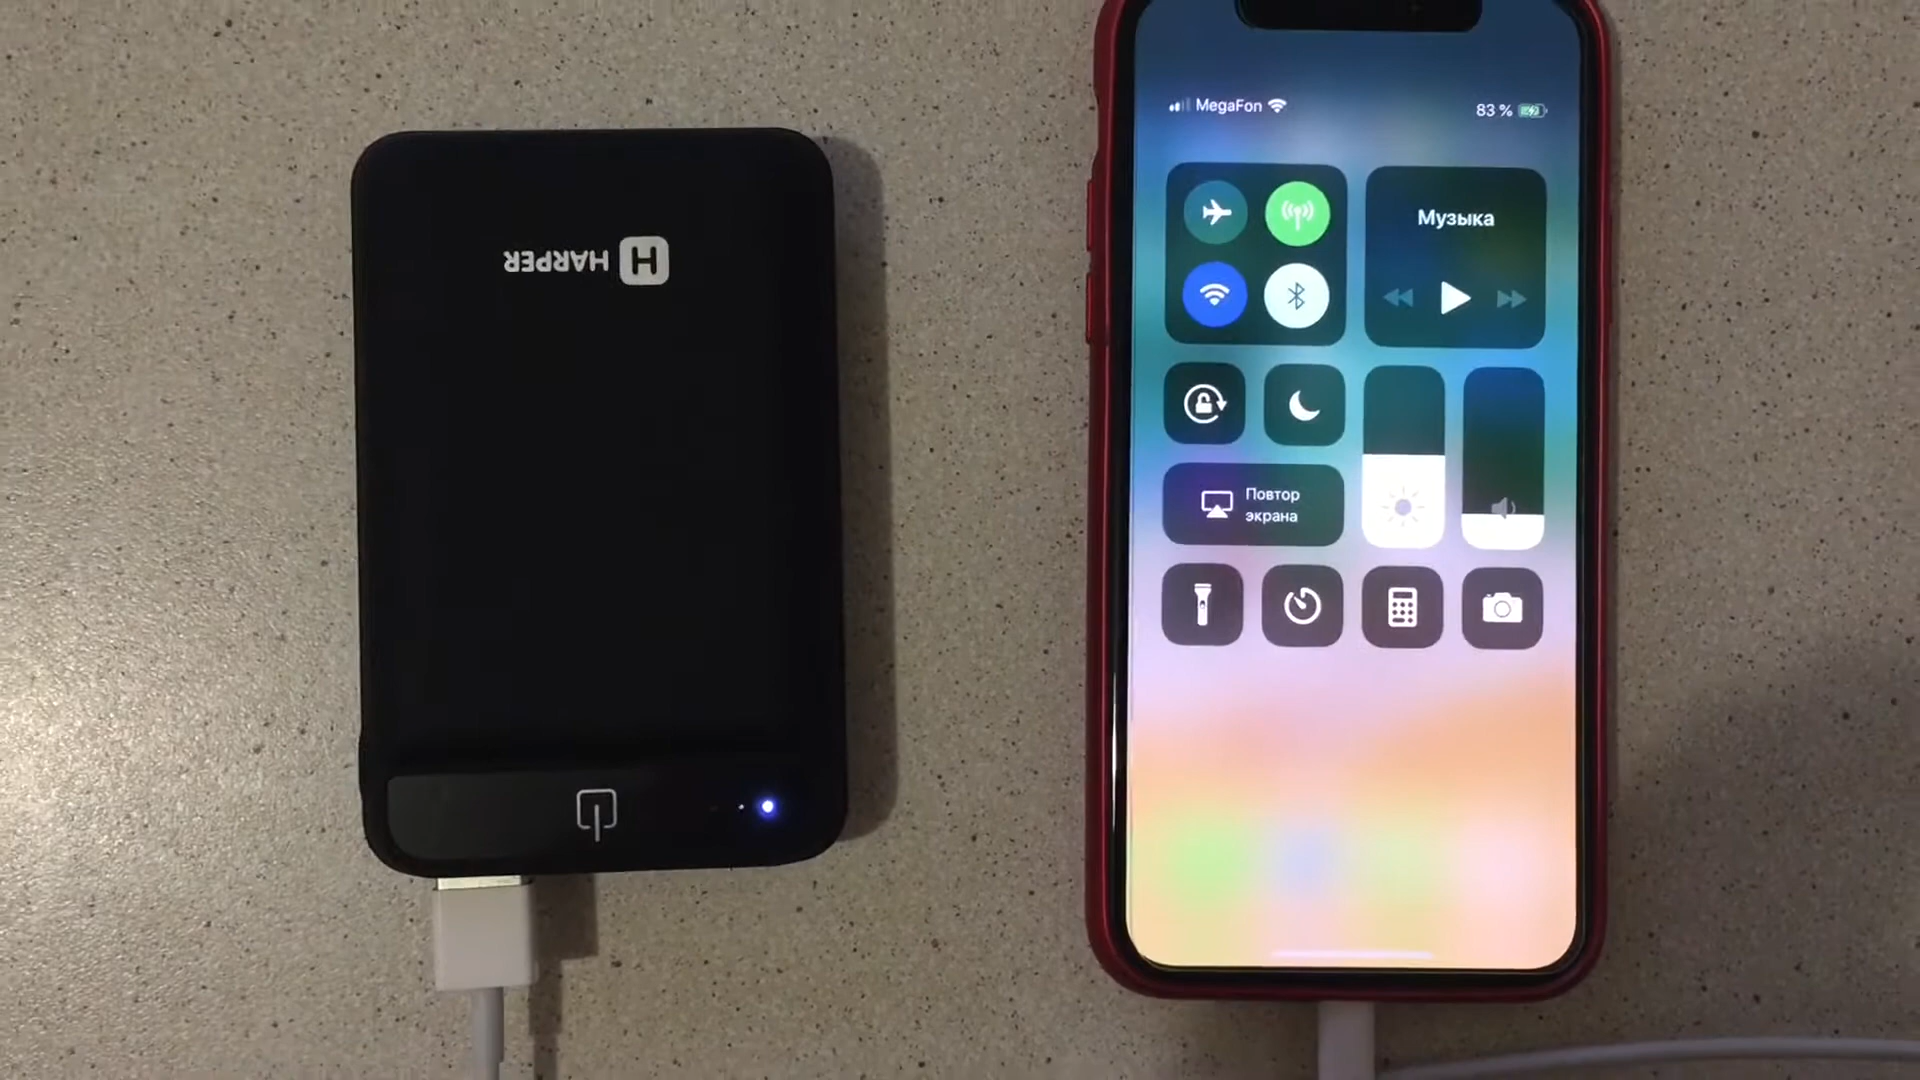 HARPER
MegaFon
83 %
Музыка
Повтор
экрана